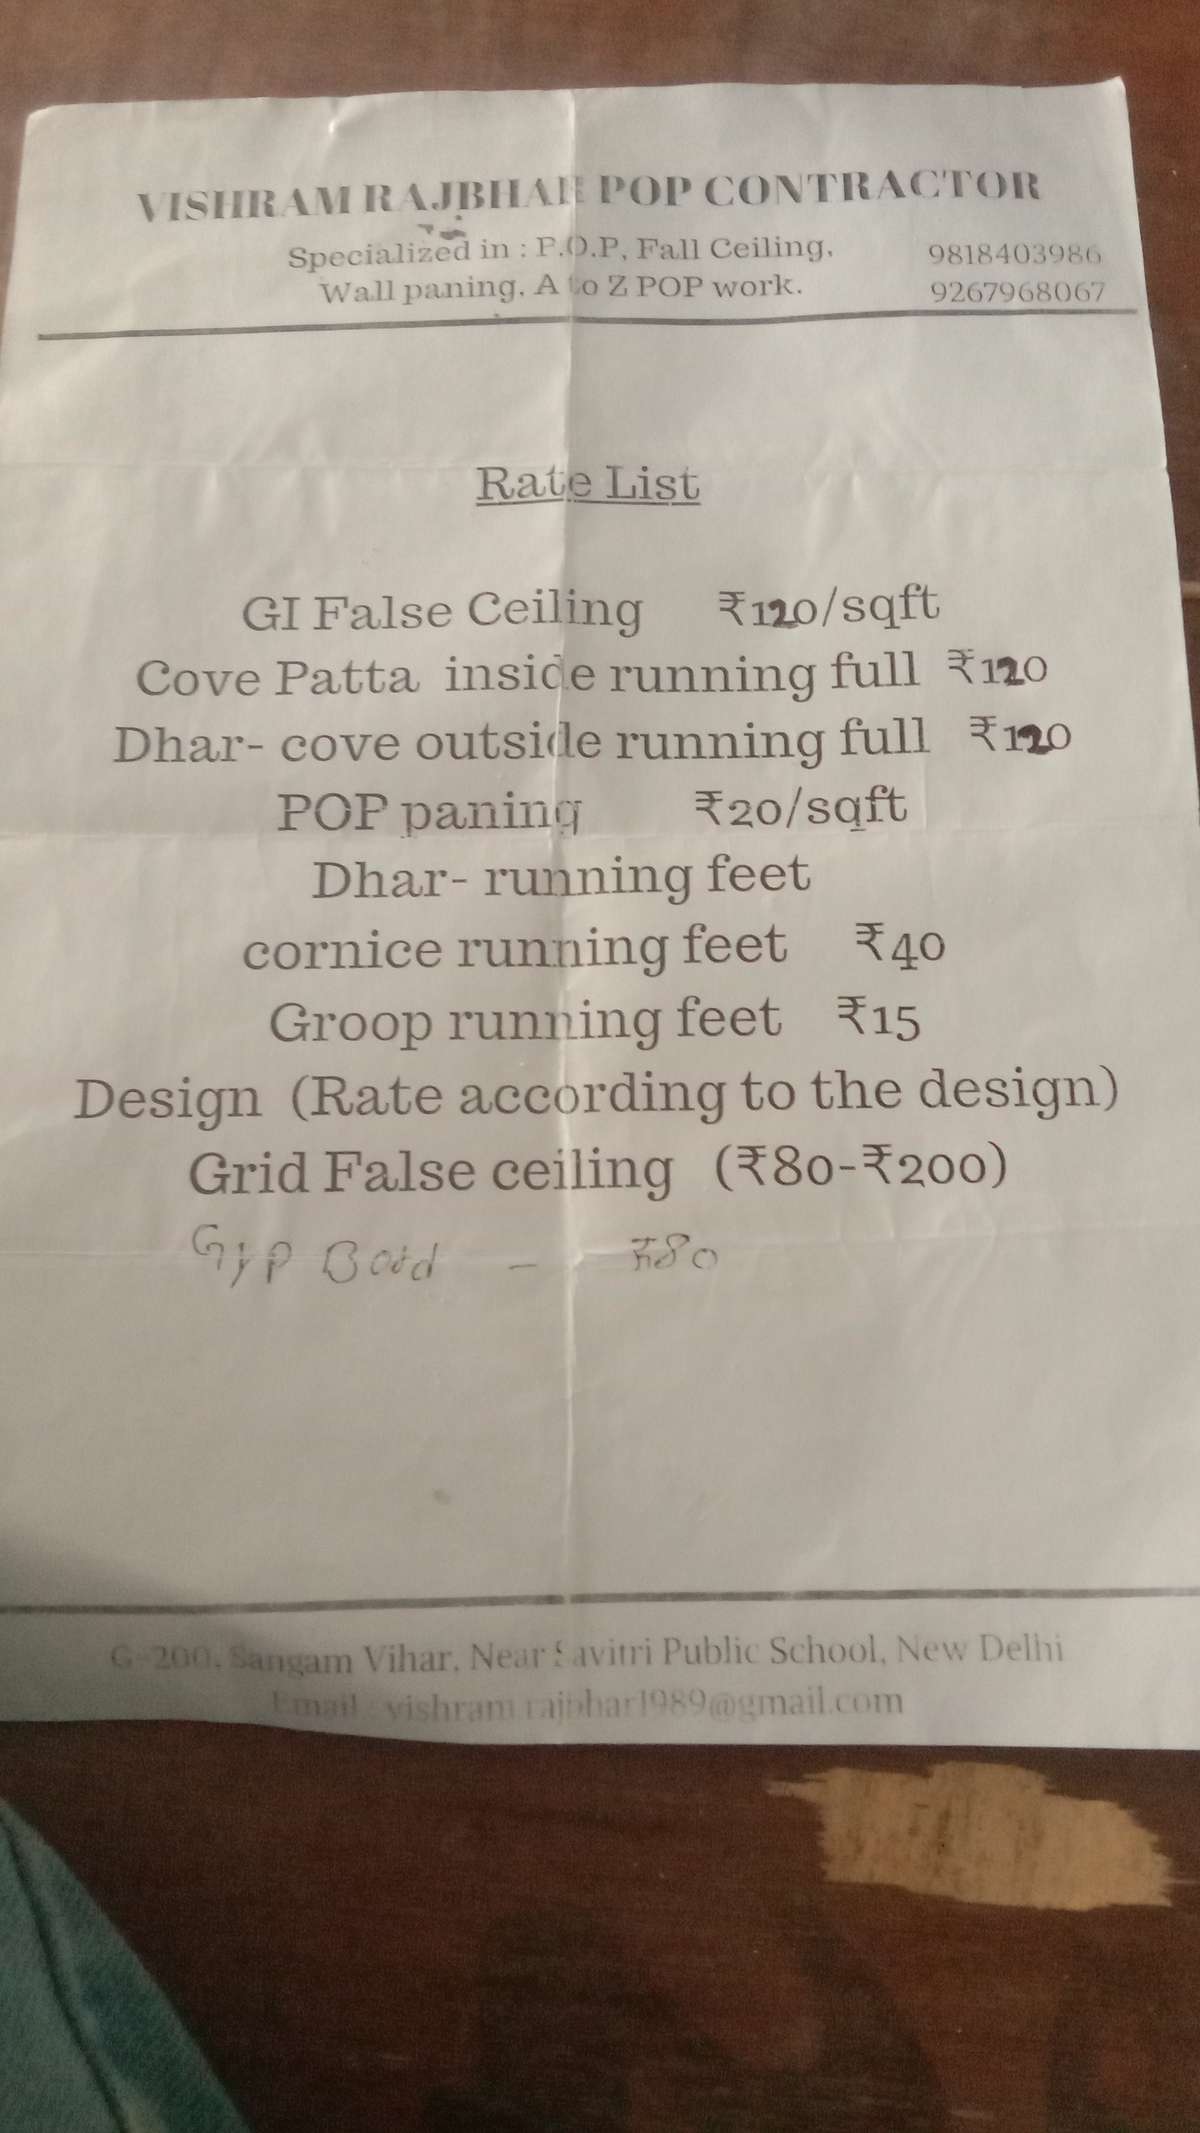 VISHRAM RAJBHAR POP CONTRACTOR
Specialized in : P.O.P, Fall Ceiling, 9818403986
Wall paning, A to Z POP work. 9267968067
Rate List
GI False Ceiling ₹120/sqft
Cove Patta inside running full ₹120
Dhar- cove outside running full ₹120
POP paning ₹20/sqft
Dhar- running feet
cornice running feet ₹40
Groop running feet ₹15
Design (Rate according to the design)
Grid False ceiling (₹80-₹200)
Gyp Bord - ₹80
G-200, Sangam Vihar, Near Savitri Public School, New Delhi
Email : vishram.rajbhar1989@gmail.com